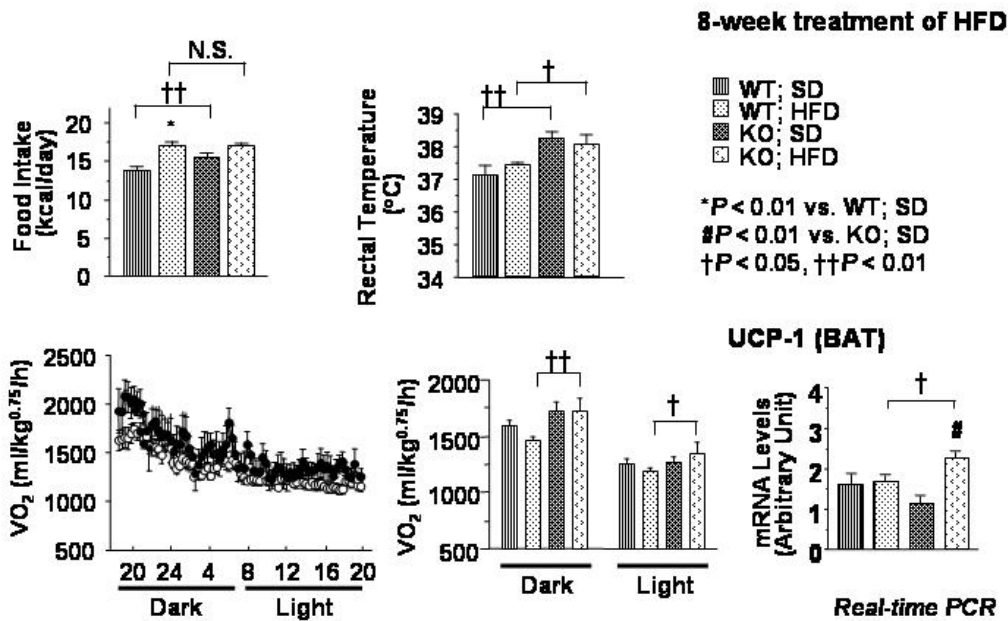 8-week treatment of HFD
N.S.
††
*
Food Intake
[kcal/day]
20
15
10
5
0
†
††
Rectal Temperature
[°C]
39
38
37
36
35
34
WT; SD
WT; HFD
KO; SD
KO; HFD
*P < 0.01 vs. WT; SD
#P < 0.01 vs. KO; SD
†P < 0.05, ††P < 0.01
VO2 (ml/kg0.75/h)
2500
2000
1500
1000
500
20 24 4 8 12 16 20
Dark Light
VO2 (ml/kg0.75/h)
2000
1500
1000
500
††
†
Dark Light
UCP-1 (BAT)
mRNA Levels
(Arbitrary Unit)
4
3
2
1
0
†
#
Real-time PCR